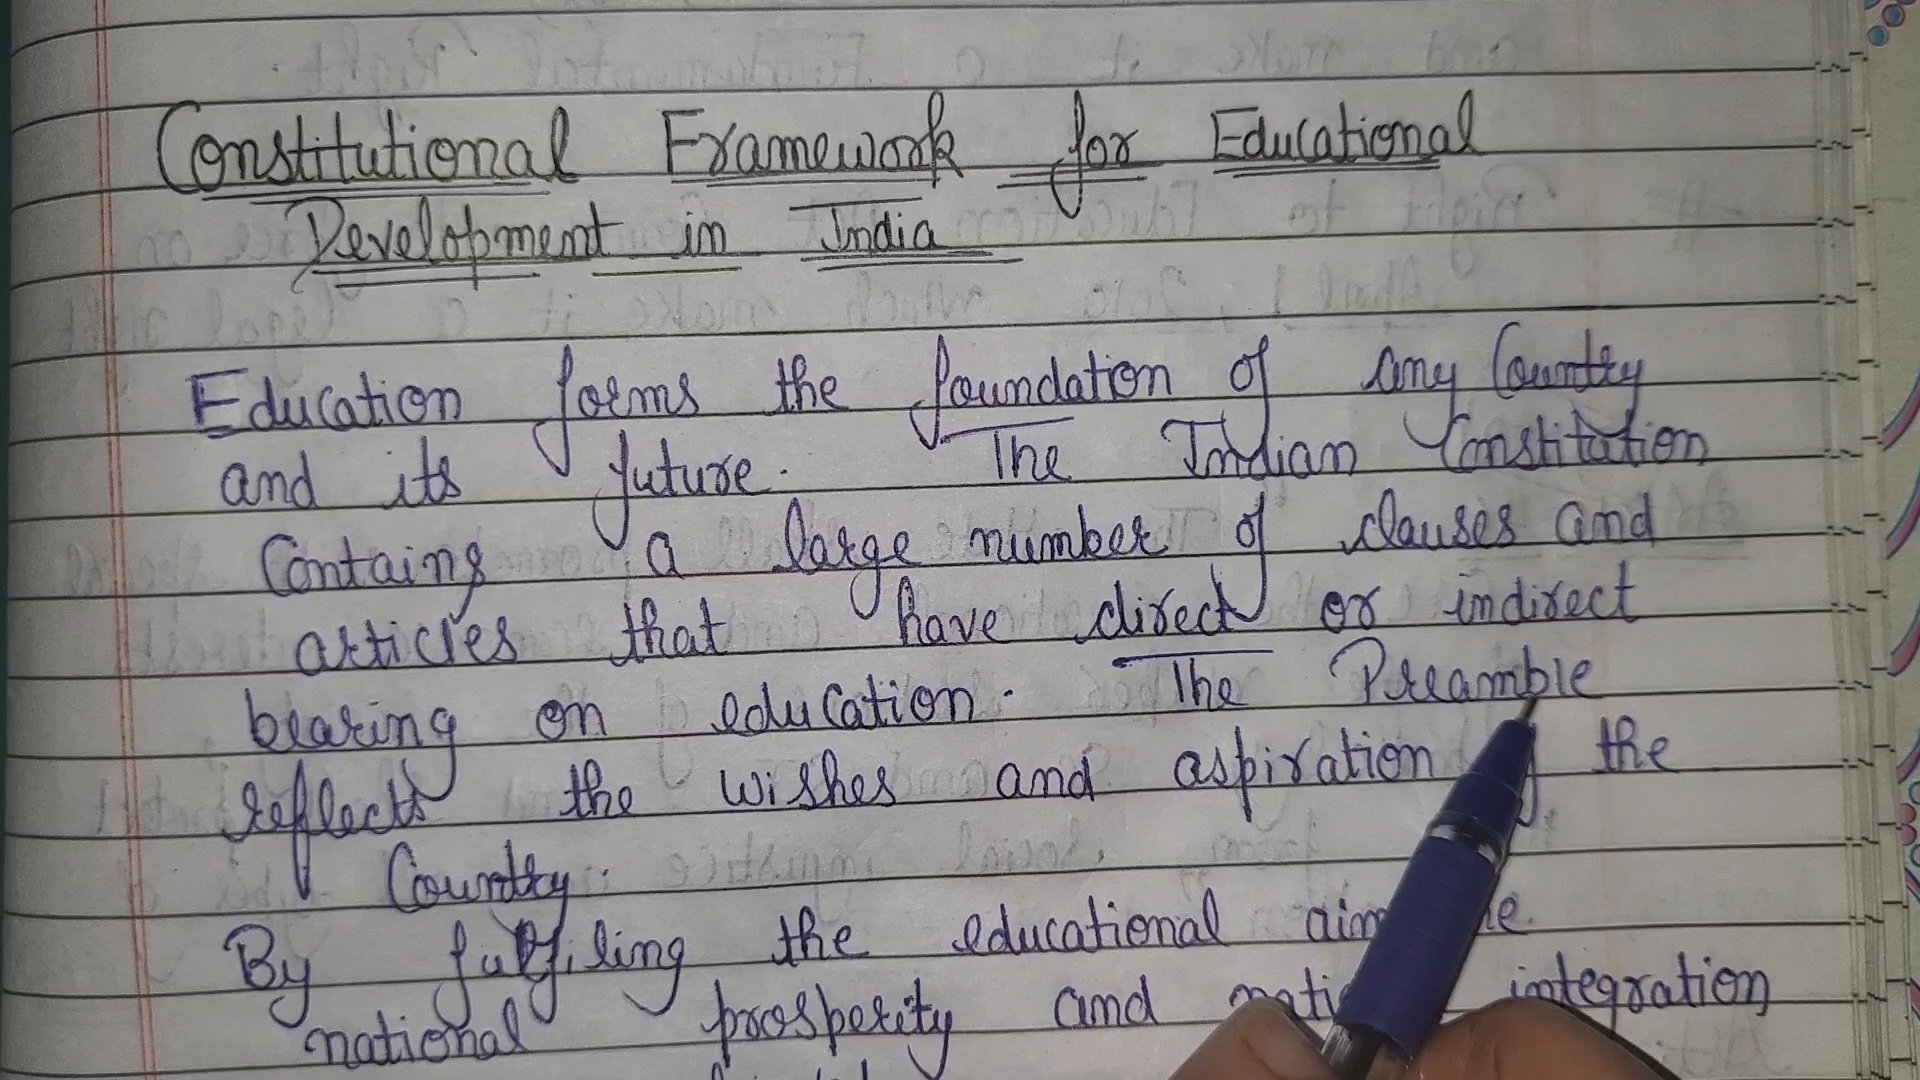 Constitutional Framework for Educational
Development in India
Education forms the foundation of any Country
and its future. The Indian Constitution
Contains a large number of clauses and
articles that have direct or indirect
bearing on education. The Preamble
reflects the wishes and aspiration the
Country.
By fulfiling the educational
national prosperity and integration